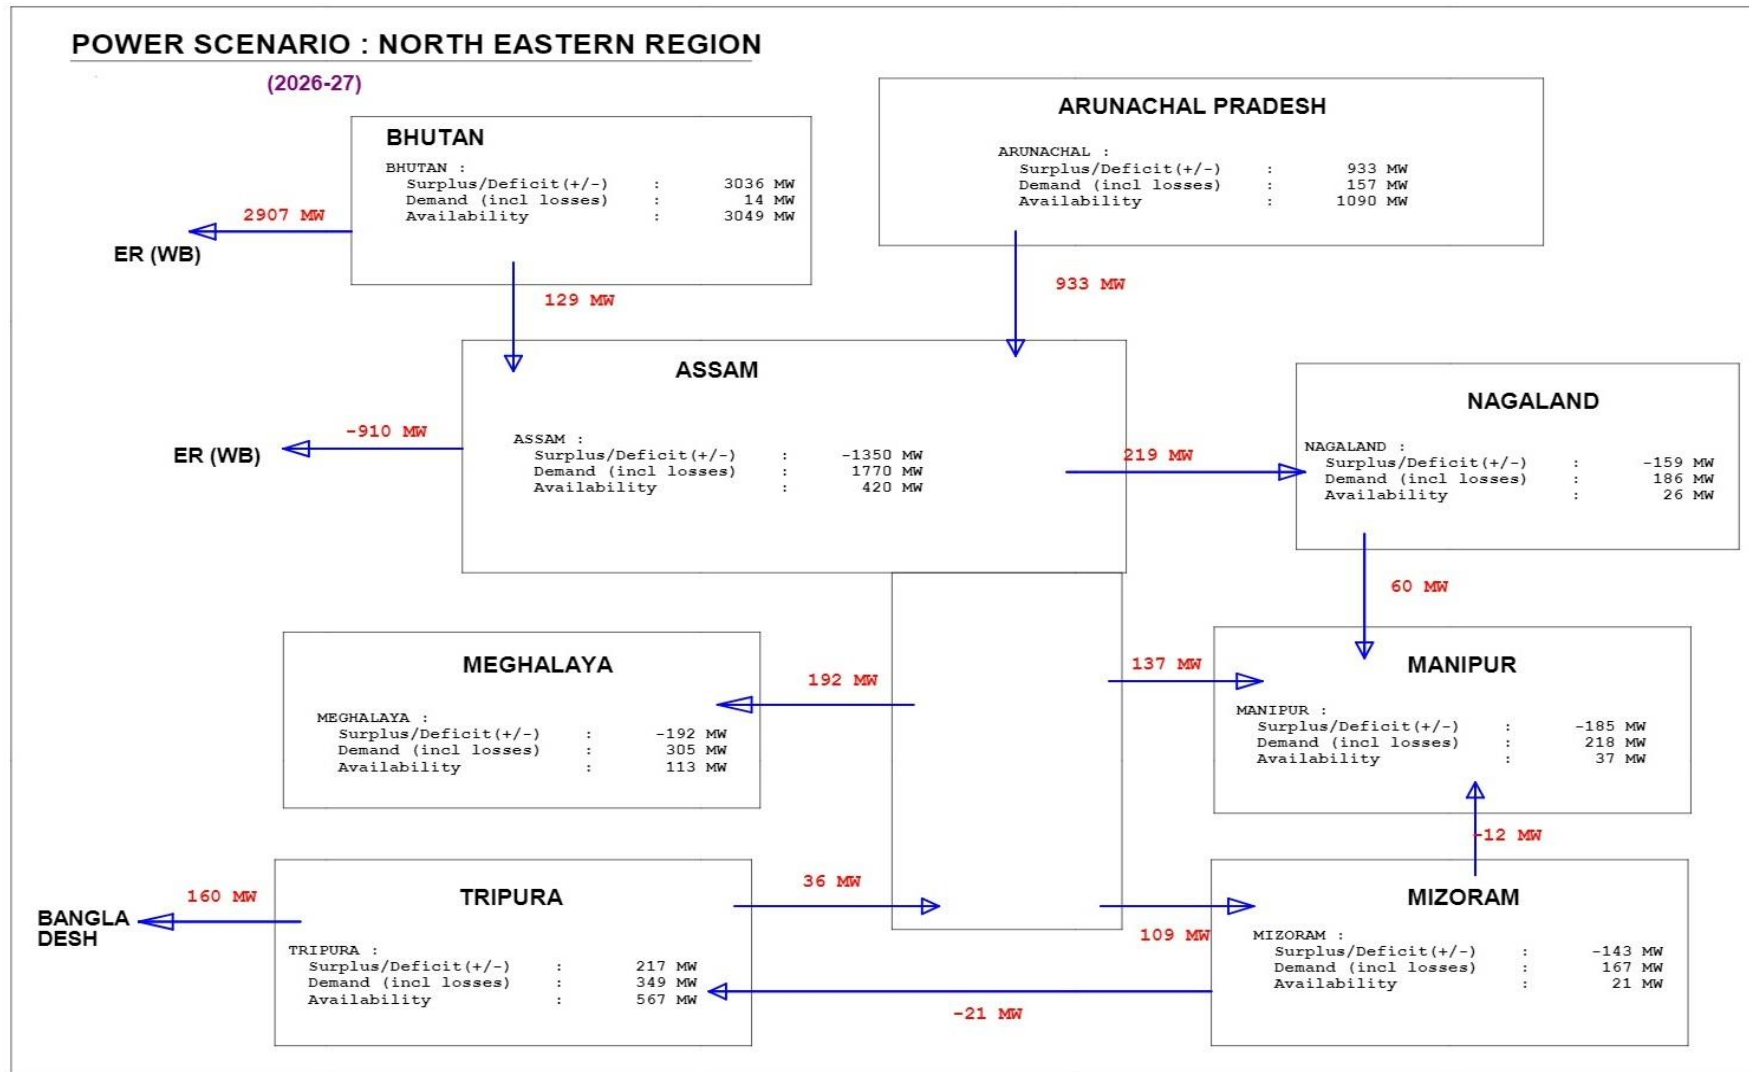 POWER SCENARIO : NORTH EASTERN REGION
(2026-27)
BHUTAN
BHUTAN :
Surplus/Deficit(+/-) : 3036 MW
Demand (incl losses) : 14 MW
Availability : 3049 MW
2907 MW
ER (WB)
129 MW
ARUNACHAL PRADESH
ARUNACHAL :
Surplus/Deficit(+/-) : 933 MW
Demand (incl losses) : 157 MW
Availability : 1090 MW
933 MW
ASSAM
ASSAM :
Surplus/Deficit(+/-) : -1350 MW
Demand (incl losses) : 1770 MW
Availability : 420 MW
-910 MW
ER (WB)
219 MW
NAGALAND
NAGALAND :
Surplus/Deficit(+/-) : -159 MW
Demand (incl losses) : 186 MW
Availability : 26 MW
60 MW
MEGHALAYA
MEGHALAYA :
Surplus/Deficit(+/-) : -192 MW
Demand (incl losses) : 305 MW
Availability : 113 MW
192 MW
137 MW
MANIPUR
MANIPUR :
Surplus/Deficit(+/-) : -185 MW
Demand (incl losses) : 218 MW
Availability : 37 MW
-12 MW
160 MW
BANGLA
DESH
TRIPURA
TRIPURA :
Surplus/Deficit(+/-) : 217 MW
Demand (incl losses) : 349 MW
Availability : 567 MW
36 MW
109 MW
-21 MW
MIZORAM
MIZORAM :
Surplus/Deficit(+/-) : -143 MW
Demand (incl losses) : 167 MW
Availability : 21 MW